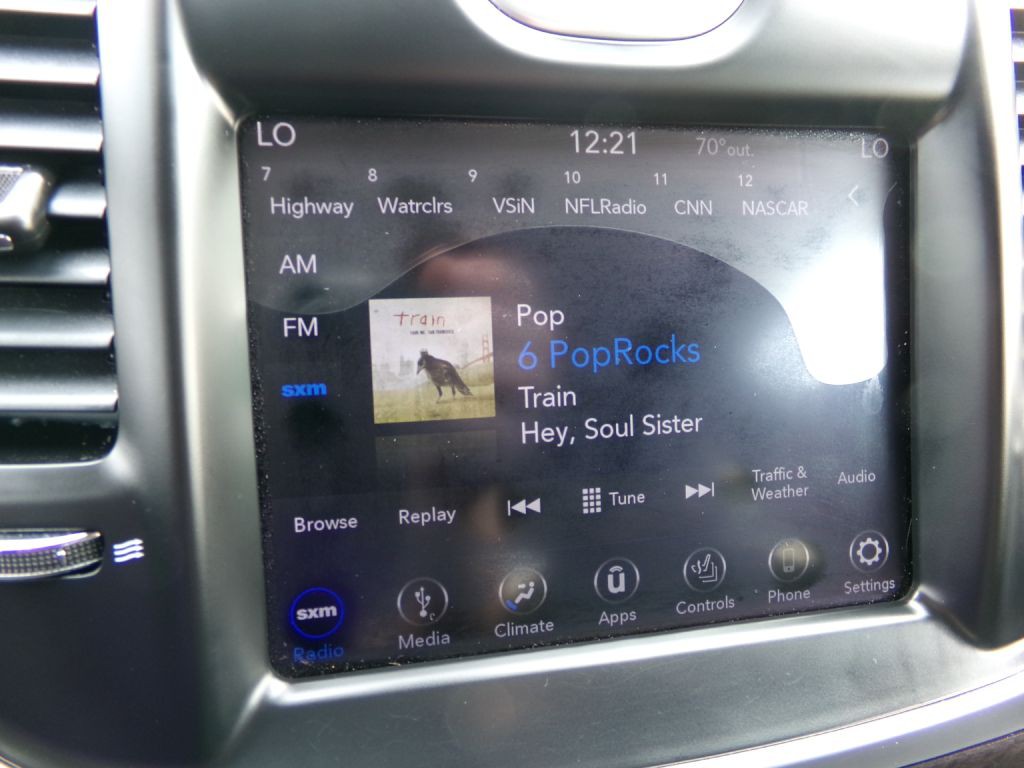 LO 12:21 70° out. LO
7 8 9 10 11 12
Highway Watrclrs VSiN NFLRadio CNN NASCAR
AM
FM
sxm
train
Pop
6 PopRocks
Train
Hey, Soul Sister
Browse Replay Tune Traffic & Weather Audio
sxm
Radio Media Climate Apps Controls Phone Settings